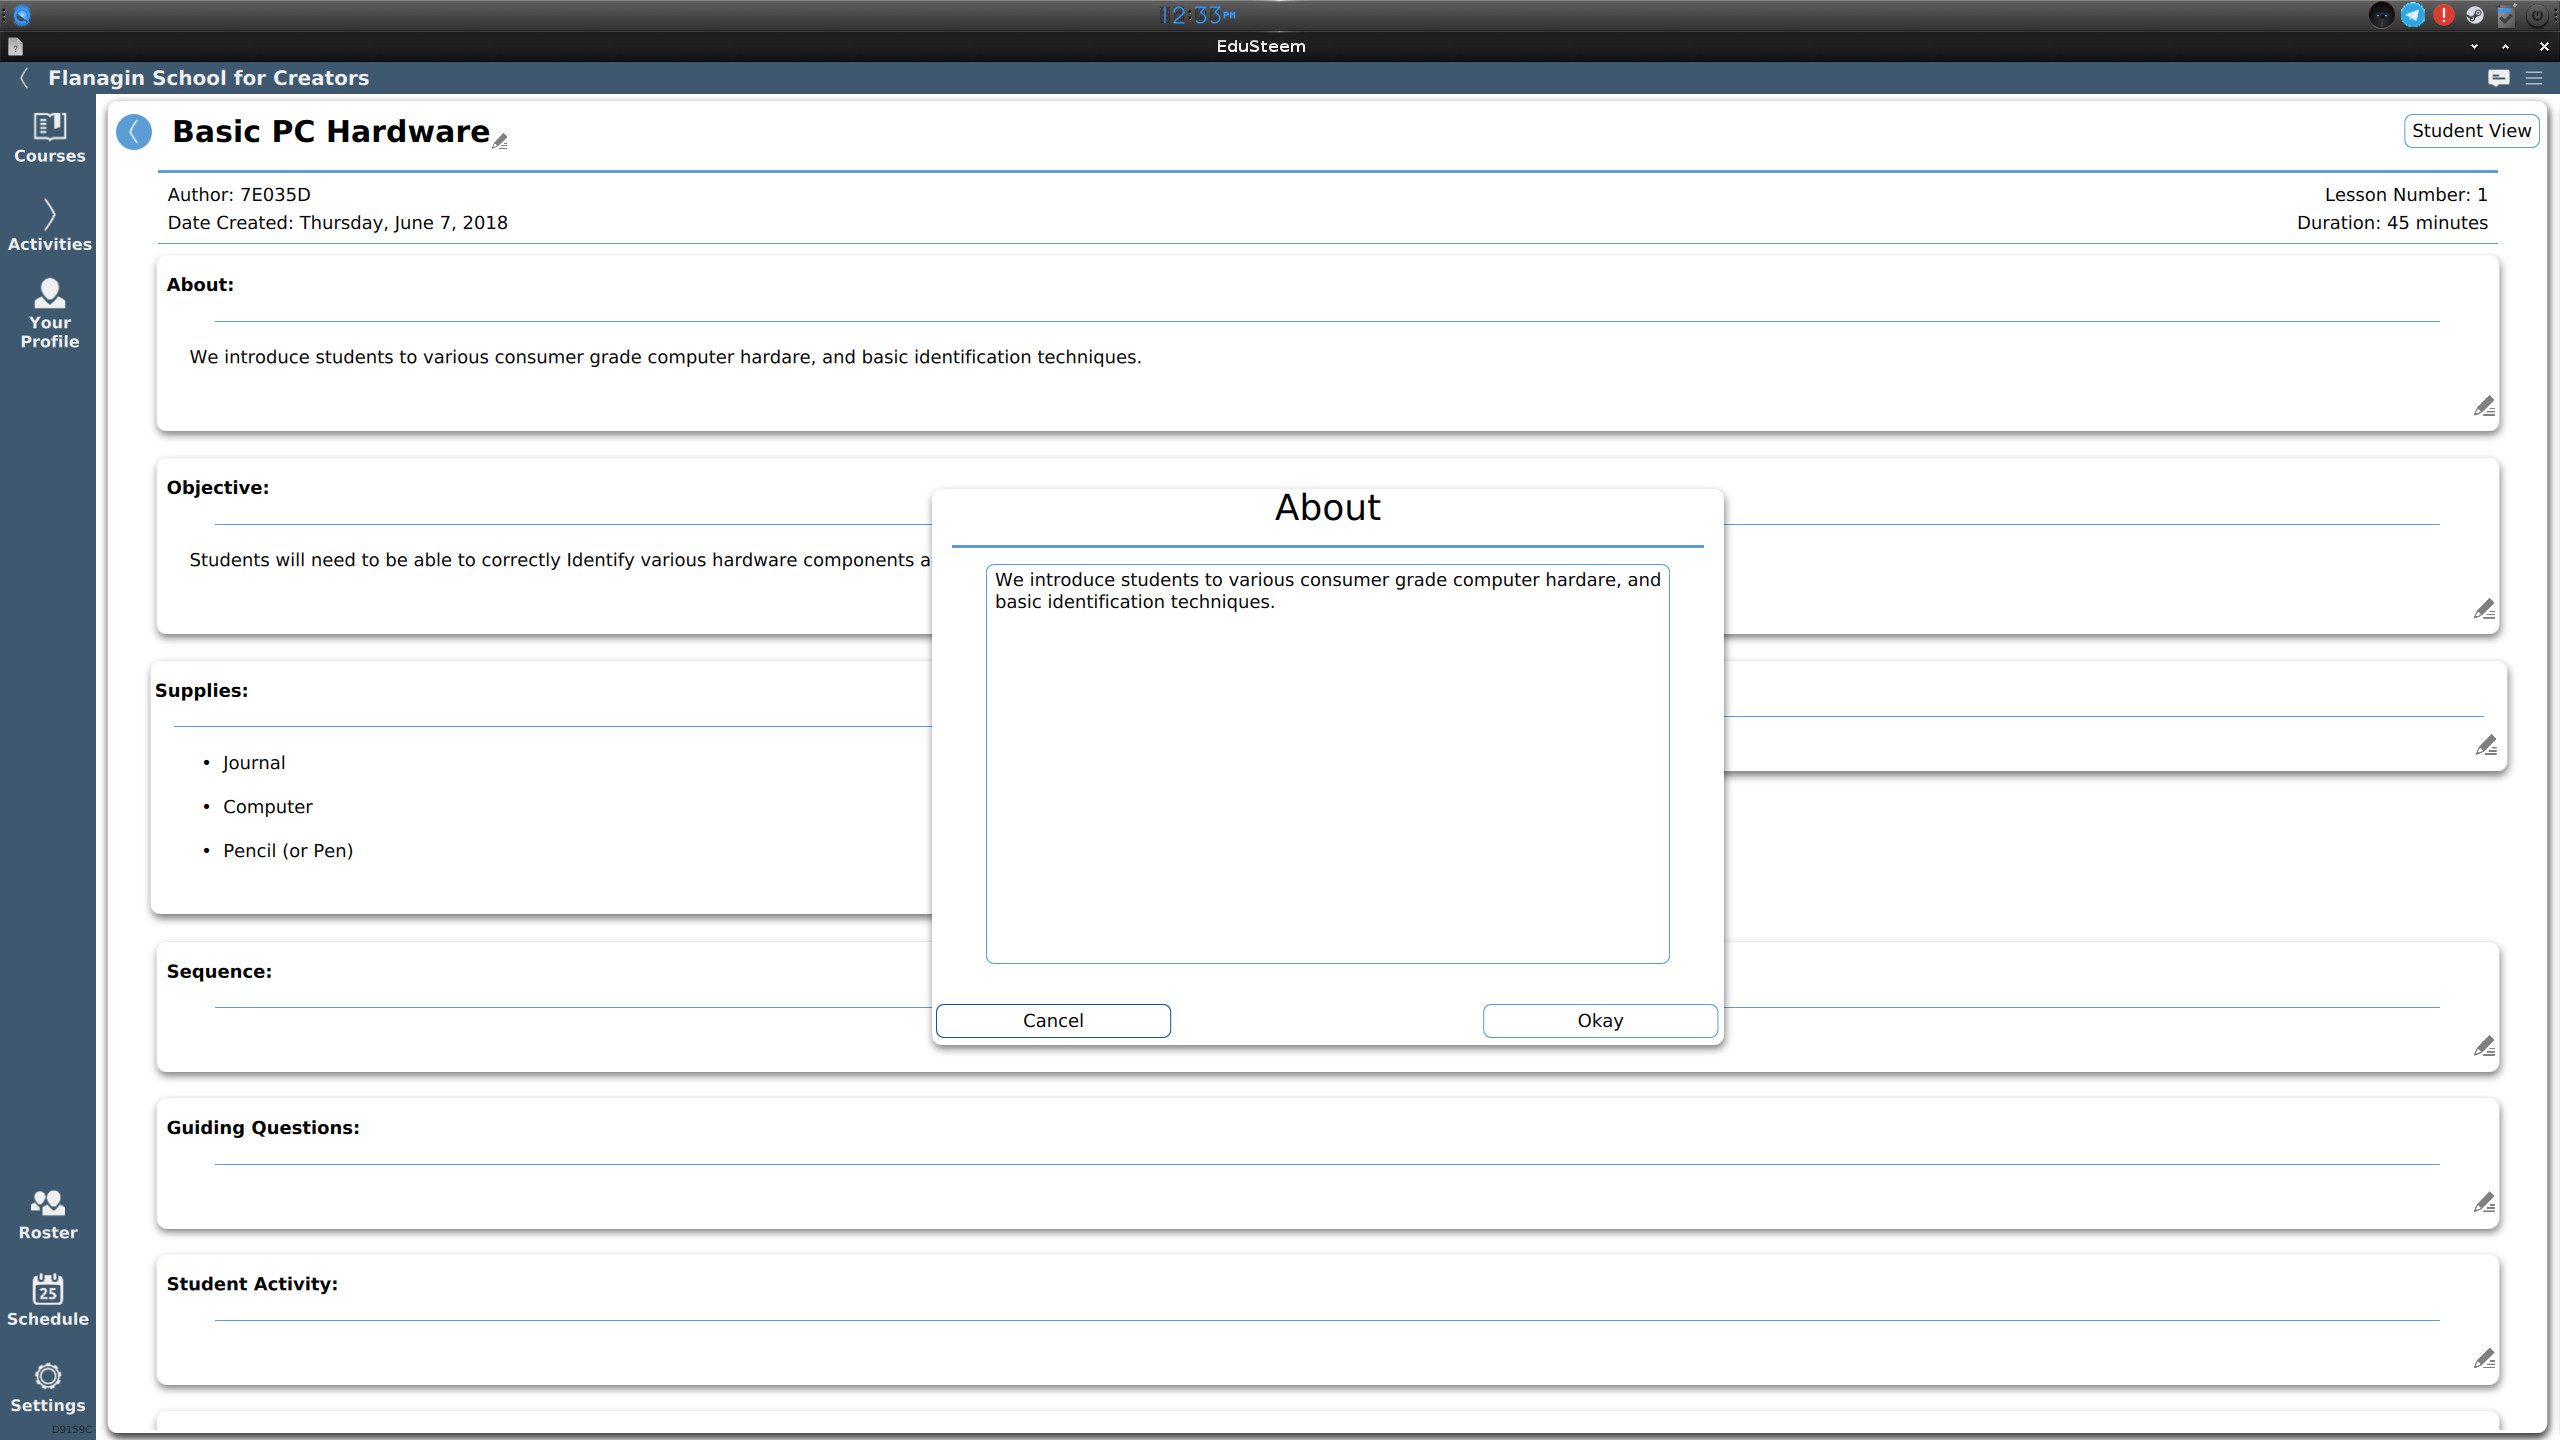 12:33PM
EduSteem
Flanagin School for Creators
Courses
Activities
Your
Profile
Roster
25
Schedule
Settings
D9159C
Basic PC Hardware
Student View
Author: 7E035D
Lesson Number: 1
Date Created: Thursday, June 7, 2018
Duration: 45 minutes
About:
We introduce students to various consumer grade computer hardare, and basic identification techniques.
Objective:
Students will need to be able to correctly Identify various hardware components a
Supplies:
• Journal
• Computer
• Pencil (or Pen)
Sequence:
Guiding Questions:
Student Activity:
About
We introduce students to various consumer grade computer hardare, and
basic identification techniques.
Cancel
Okay